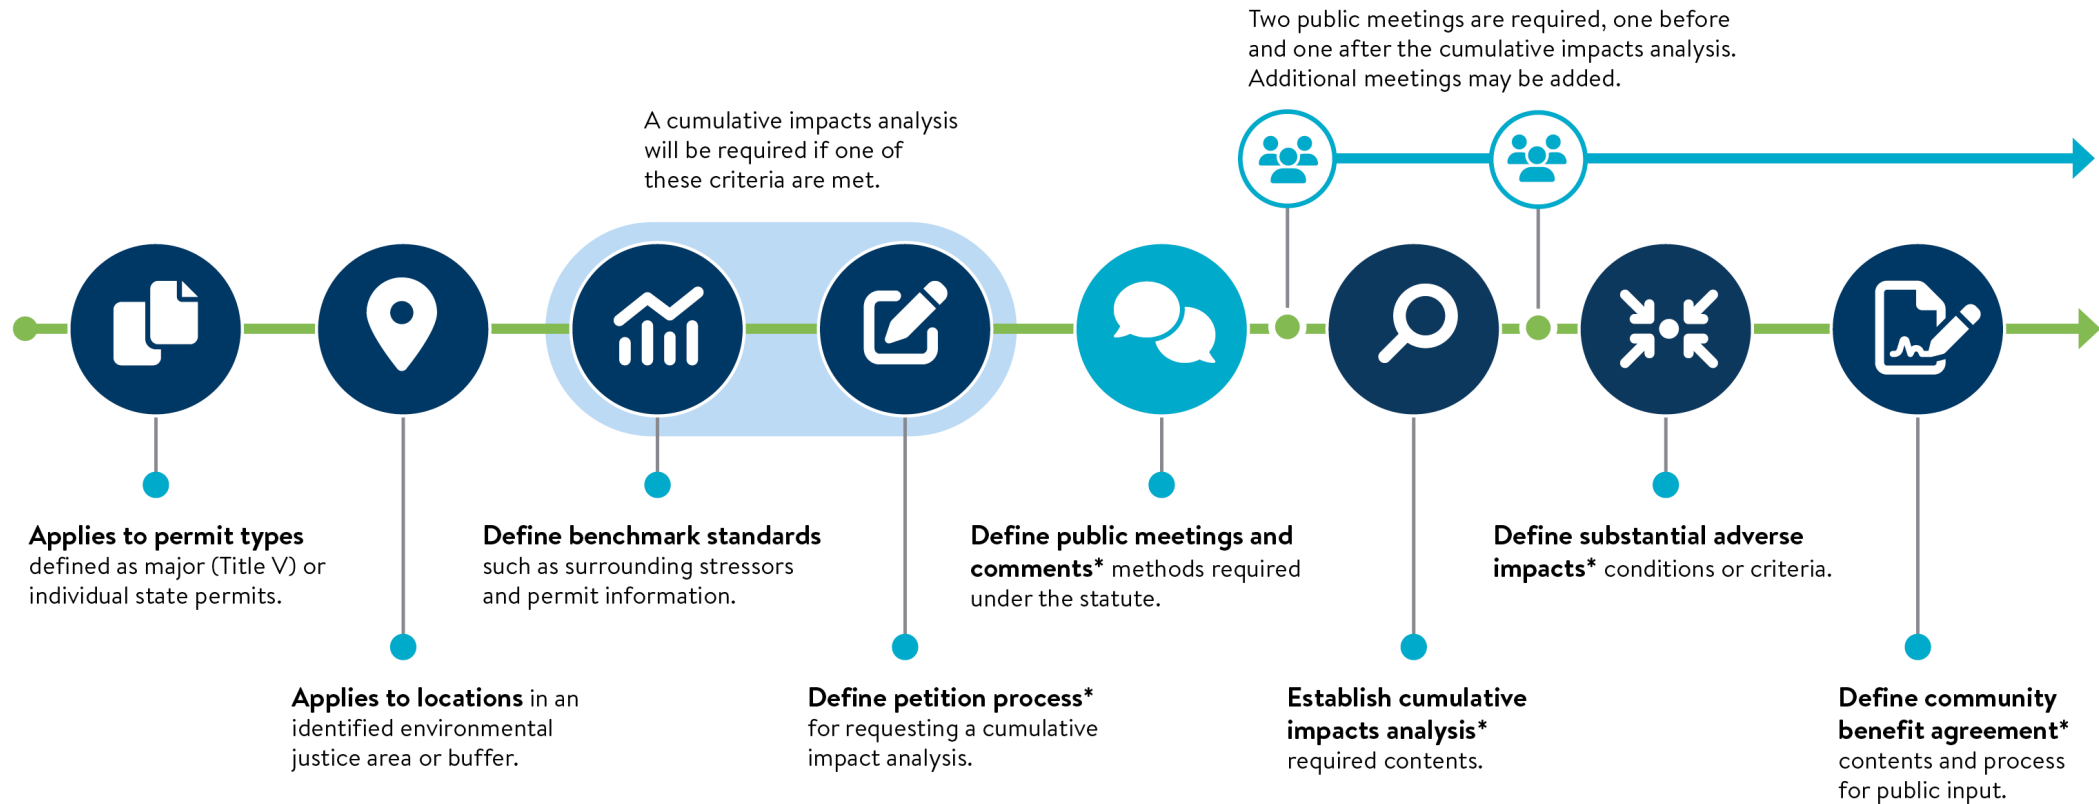 Two public meetings are required, one before
and one after the cumulative impacts analysis.
Additional meetings may be added.
A cumulative impacts analysis
will be required if one of
these criteria are met.
Applies to permit types
defined as major (Title V) or
individual state permits.
Applies to locations in an
identified environmental
justice area or buffer.
Define benchmark standards
such as surrounding stressors
and permit information.
Define petition process*
for requesting a cumulative
impact analysis.
Define public meetings and
comments* methods required
under the statute.
Establish cumulative
impacts analysis*
required contents.
Define substantial adverse
impacts* conditions or criteria.
Define community
benefit agreement*
contents and process
for public input.